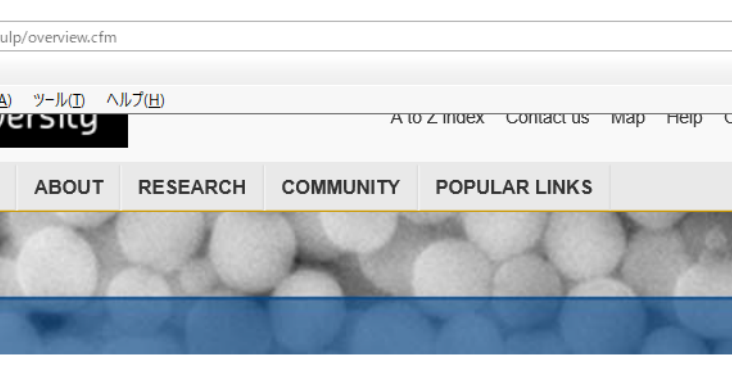 ulp/overview.cfm
A) ツール(T) ヘルプ(H)
versity
A to Z Index Contact us Map Help
ABOUT RESEARCH COMMUNITY POPULAR LINKS